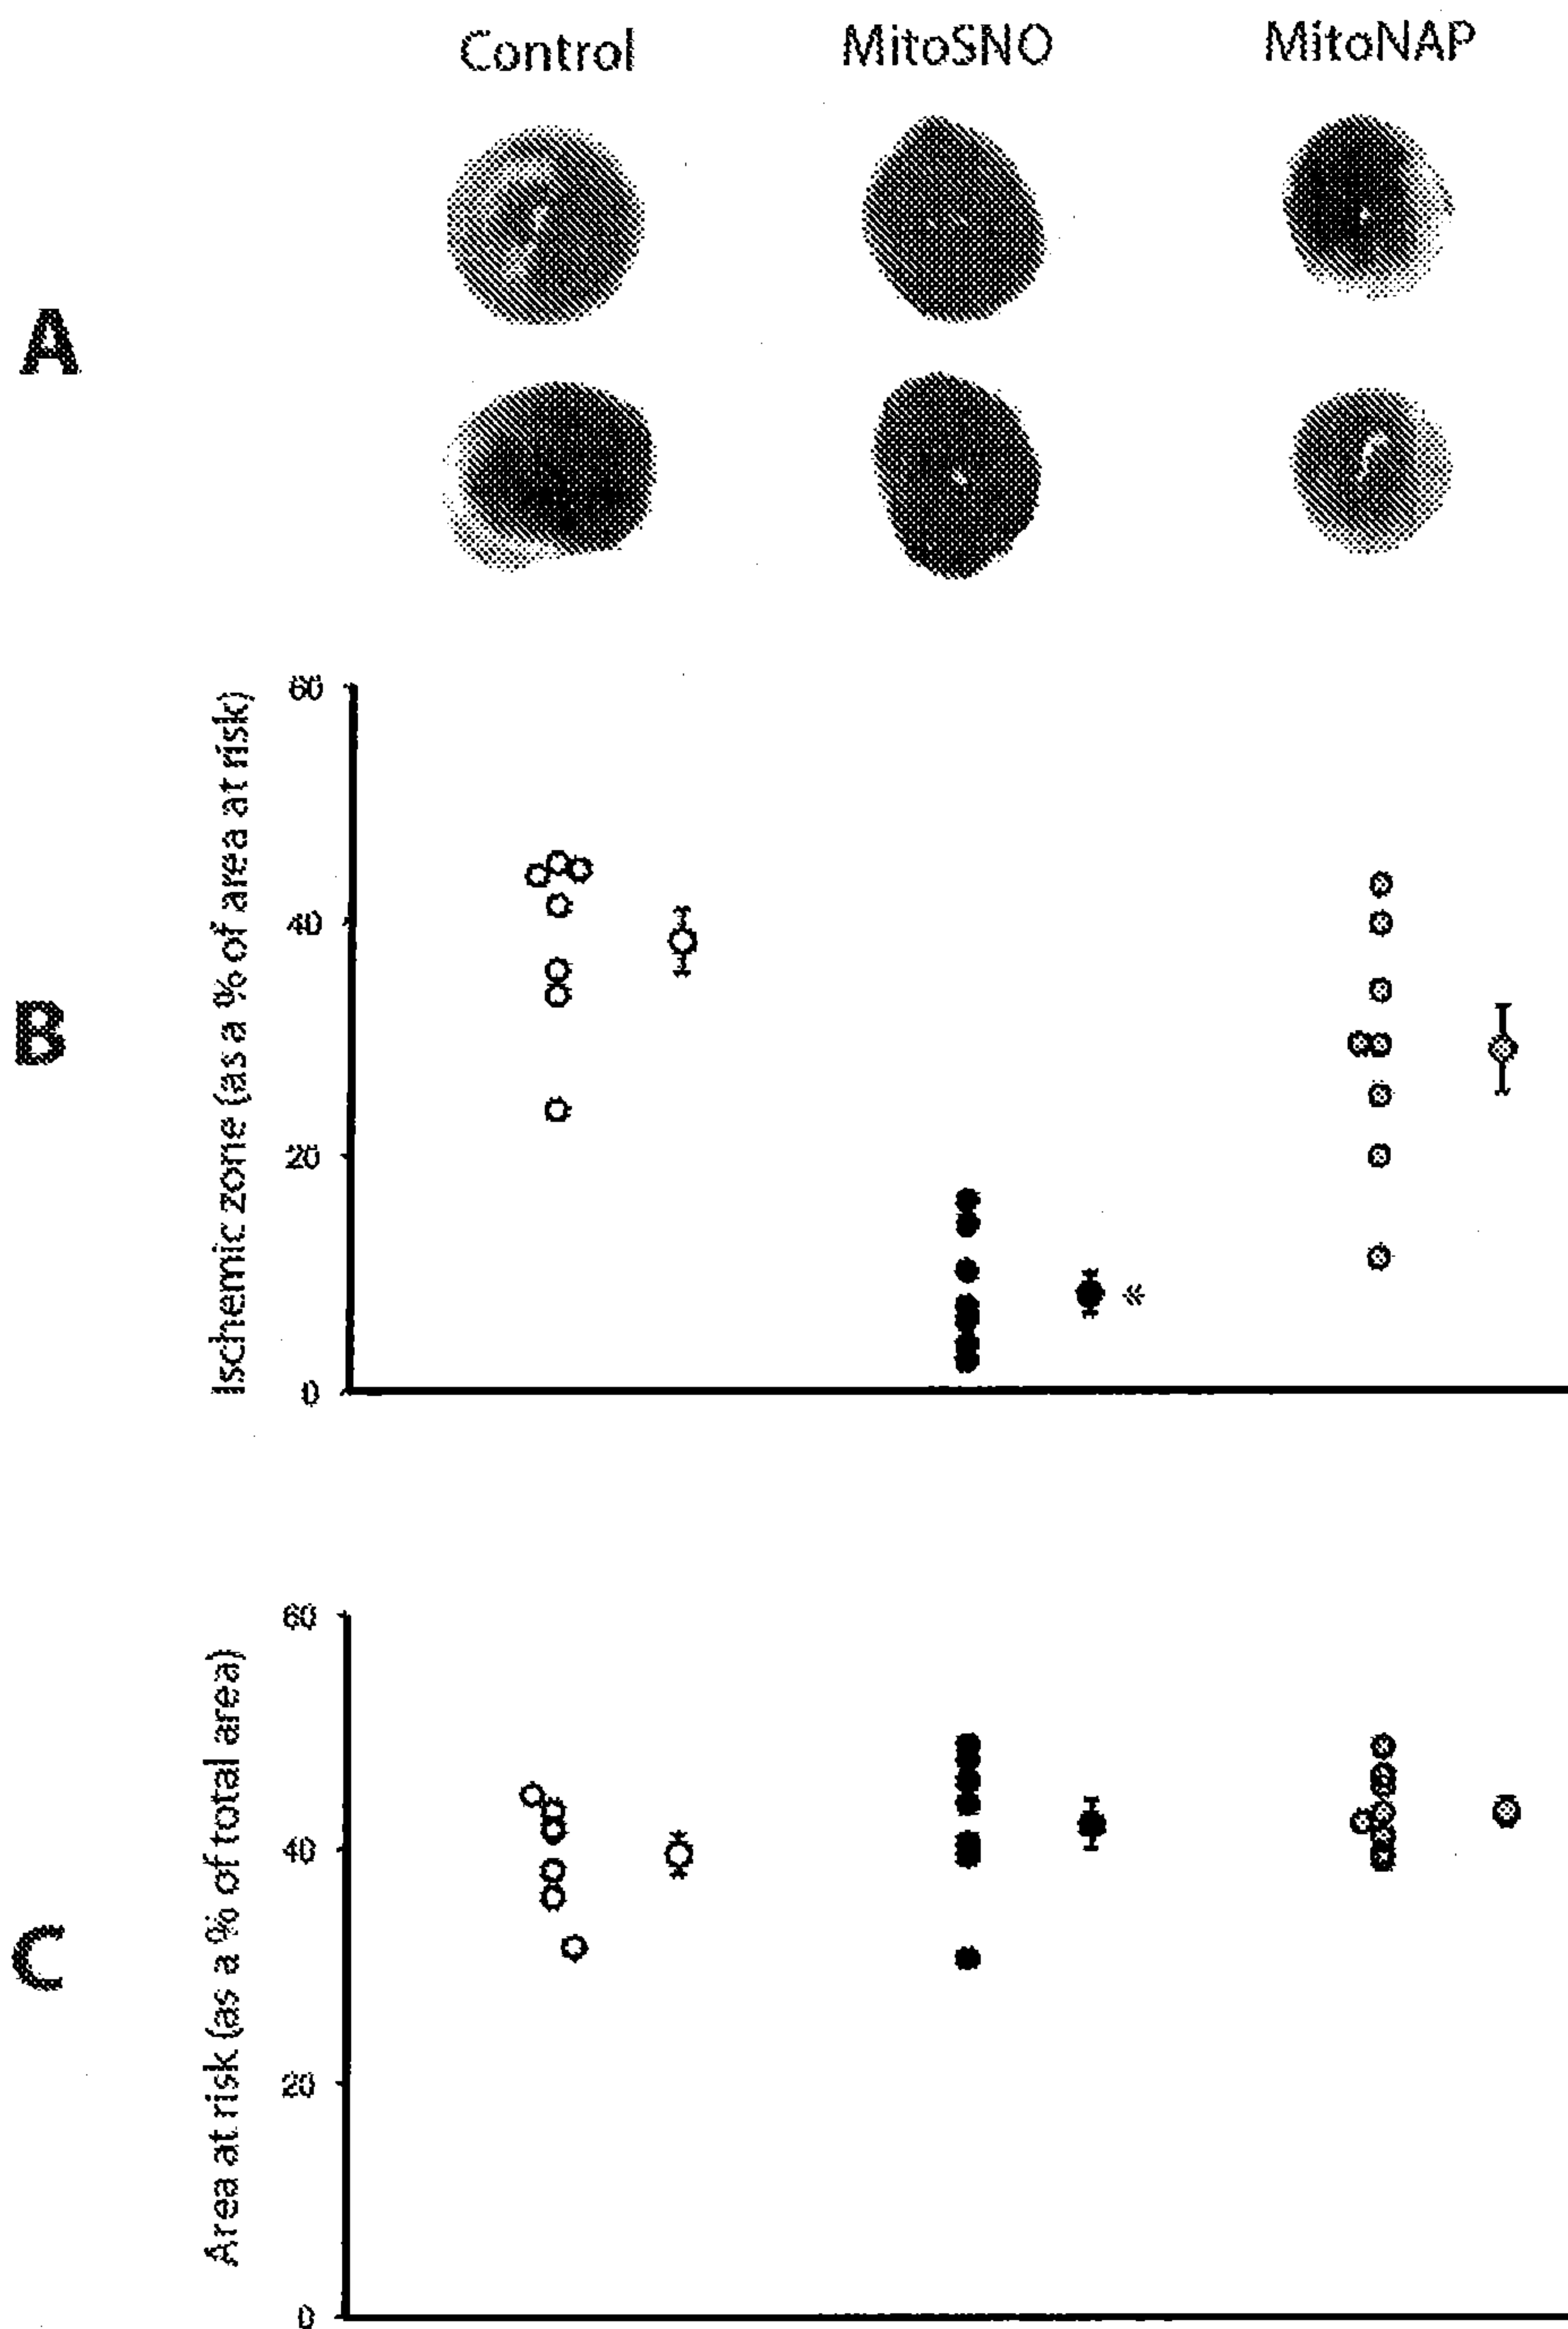 Control MitoSNO MitoNAP
A
B
Ischemic zone (as a % of area at risk)
60
40
20
0
*
C
Area at risk (as a % of total area)
60
40
20
0